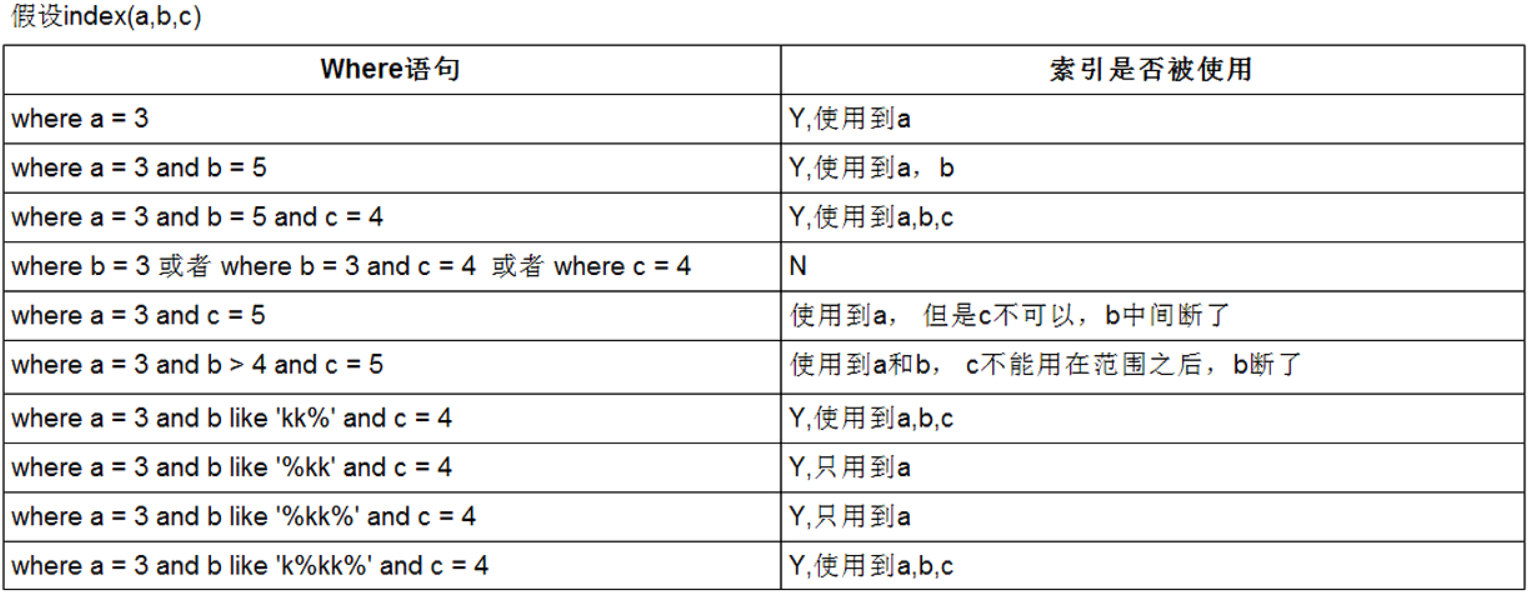 假设index(a,b,c)
Where语句 索引是否被使用
where a = 3 Y,使用到a
where a = 3 and b = 5 Y,使用到a，b
where a = 3 and b = 5 and c = 4 Y,使用到a,b,c
where b = 3 或者 where b = 3 and c = 4 或者 where c = 4 N
where a = 3 and c = 5 使用到a， 但是c不可以，b中间断了
where a = 3 and b > 4 and c = 5 使用到a和b， c不能用在范围之后，b断了
where a = 3 and b like 'kk%' and c = 4 Y,使用到a,b,c
where a = 3 and b like '%kk' and c = 4 Y,只用到a
where a = 3 and b like '%kk%' and c = 4 Y,只用到a
where a = 3 and b like 'k%kk%' and c = 4 Y,使用到a,b,c